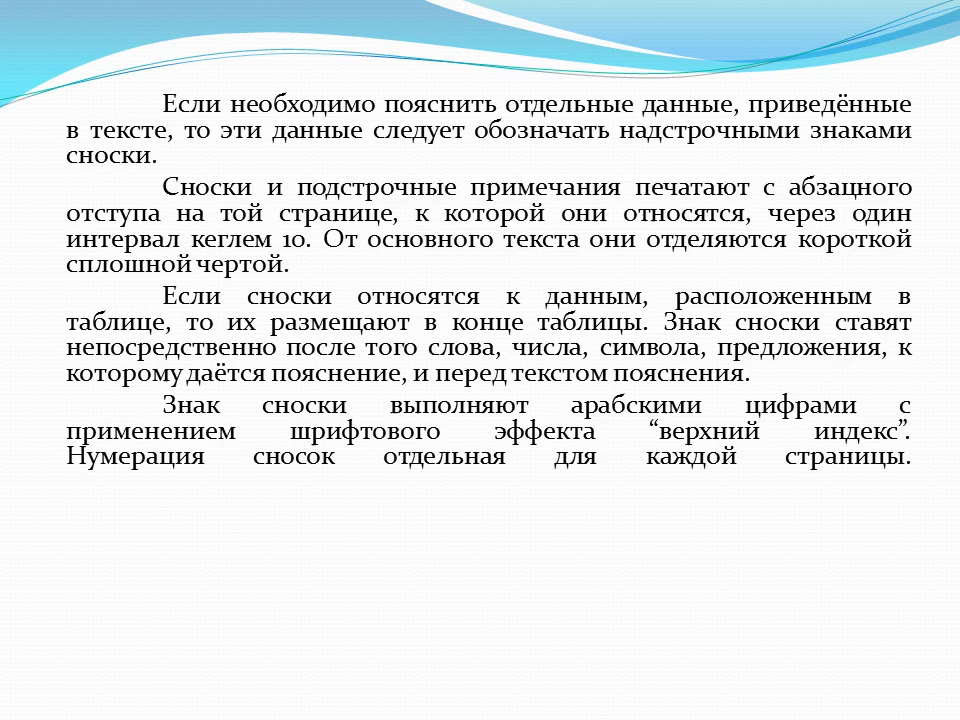 Если необходимо пояснить отдельные данные, приведённые
в тексте, то эти данные следует обозначать надстрочными знаками
сноски.
Сноски и подстрочные примечания печатают с абзацного
отступа на той странице, к которой они относятся, через один
интервал кеглем 10. От основного текста они отделяются короткой
сплошной чертой.
Если сноски относятся к данным, расположенным в
таблице, то их размещают в конце таблицы. Знак сноски ставят
непосредственно после того слова, числа, символа, предложения, к
которому даётся пояснение, и перед текстом пояснения.
Знак сноски выполняют арабскими цифрами с
применением шрифтового эффекта “верхний индекс”.
Нумерация сносок отдельная для каждой страницы.